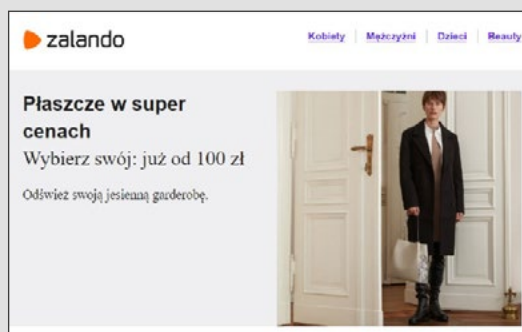 zalando
Kobiety Mężczyźni Dzieci Beauty
Płaszcze w super
cenach
Wybierz swój: już od 100 zł
Odśwież swoją jesienną garderobę.